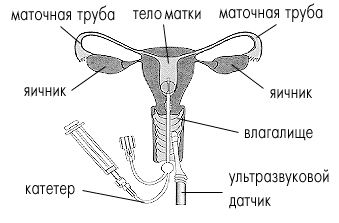 маточная труба
тело матки
маточная труба
яичник
яичник
влагалище
катетер
ультразвуковой
датчик